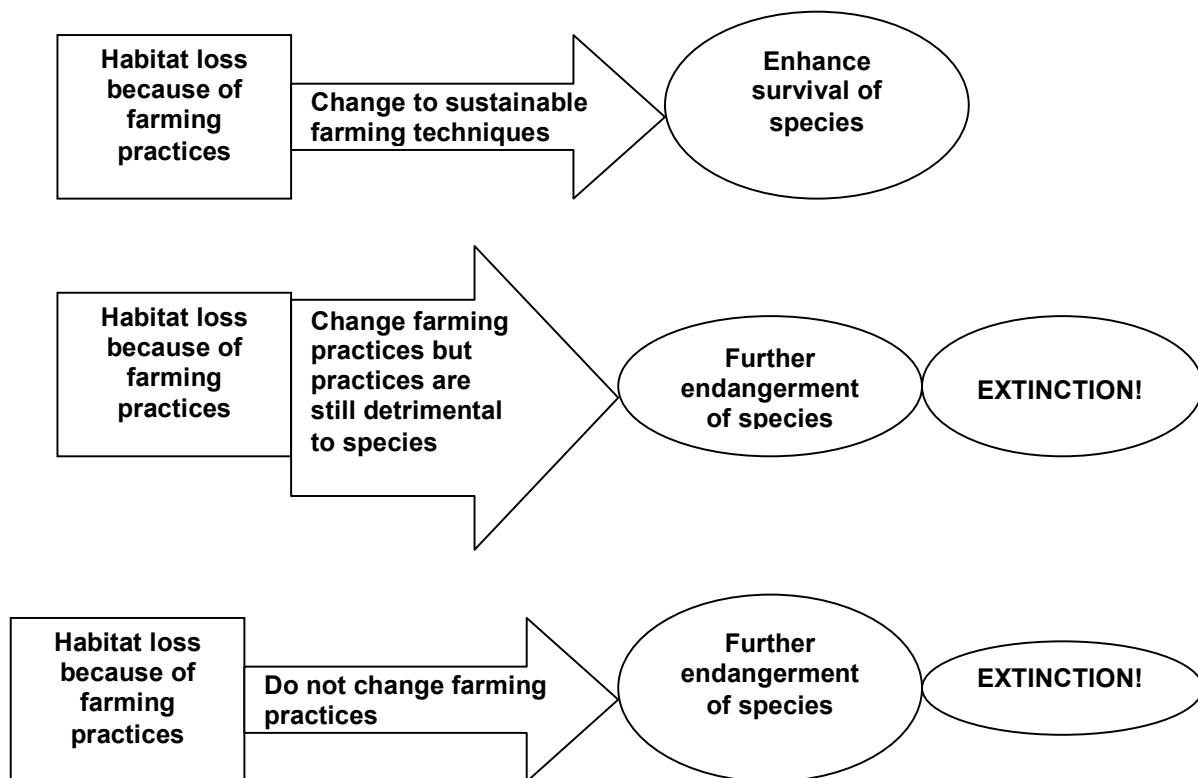 Habitat loss
because of
farming
practices
Change to sustainable
farming techniques
Enhance
survival of
species
Habitat loss
because of
farming
practices
Change farming
practices but
practices are
still detrimental
to species
Further
endangerment
of species
EXTINCTION!
Habitat loss
because of
farming
practices
Do not change farming
practices
Further
endangerment
of species
EXTINCTION!